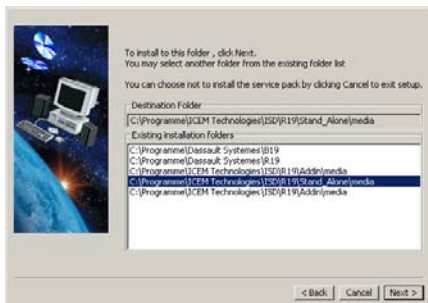 To install to this folder , click Next.
You may select another folder from the existing folder list
You can choose not to install the service pack by clicking Cancel to exit setup.
Destination Folder
C:\Programme\ICEM Technologies\ISD\R19\Stand_Alone\media
Existing installation folders
C:\Programme\Dassault Systemes\B19
C:\Programme\Dassault Systemes\R19
C:\Programme\ICEM Technologies\ISD\R19\Addin\media
C:\Programme\ICEM Technologies\ISD\R19\Stand_Alone\media
C:\Programme\ICEM Technologies\ISD\R19\Addin\media
< Back Cancel Next >